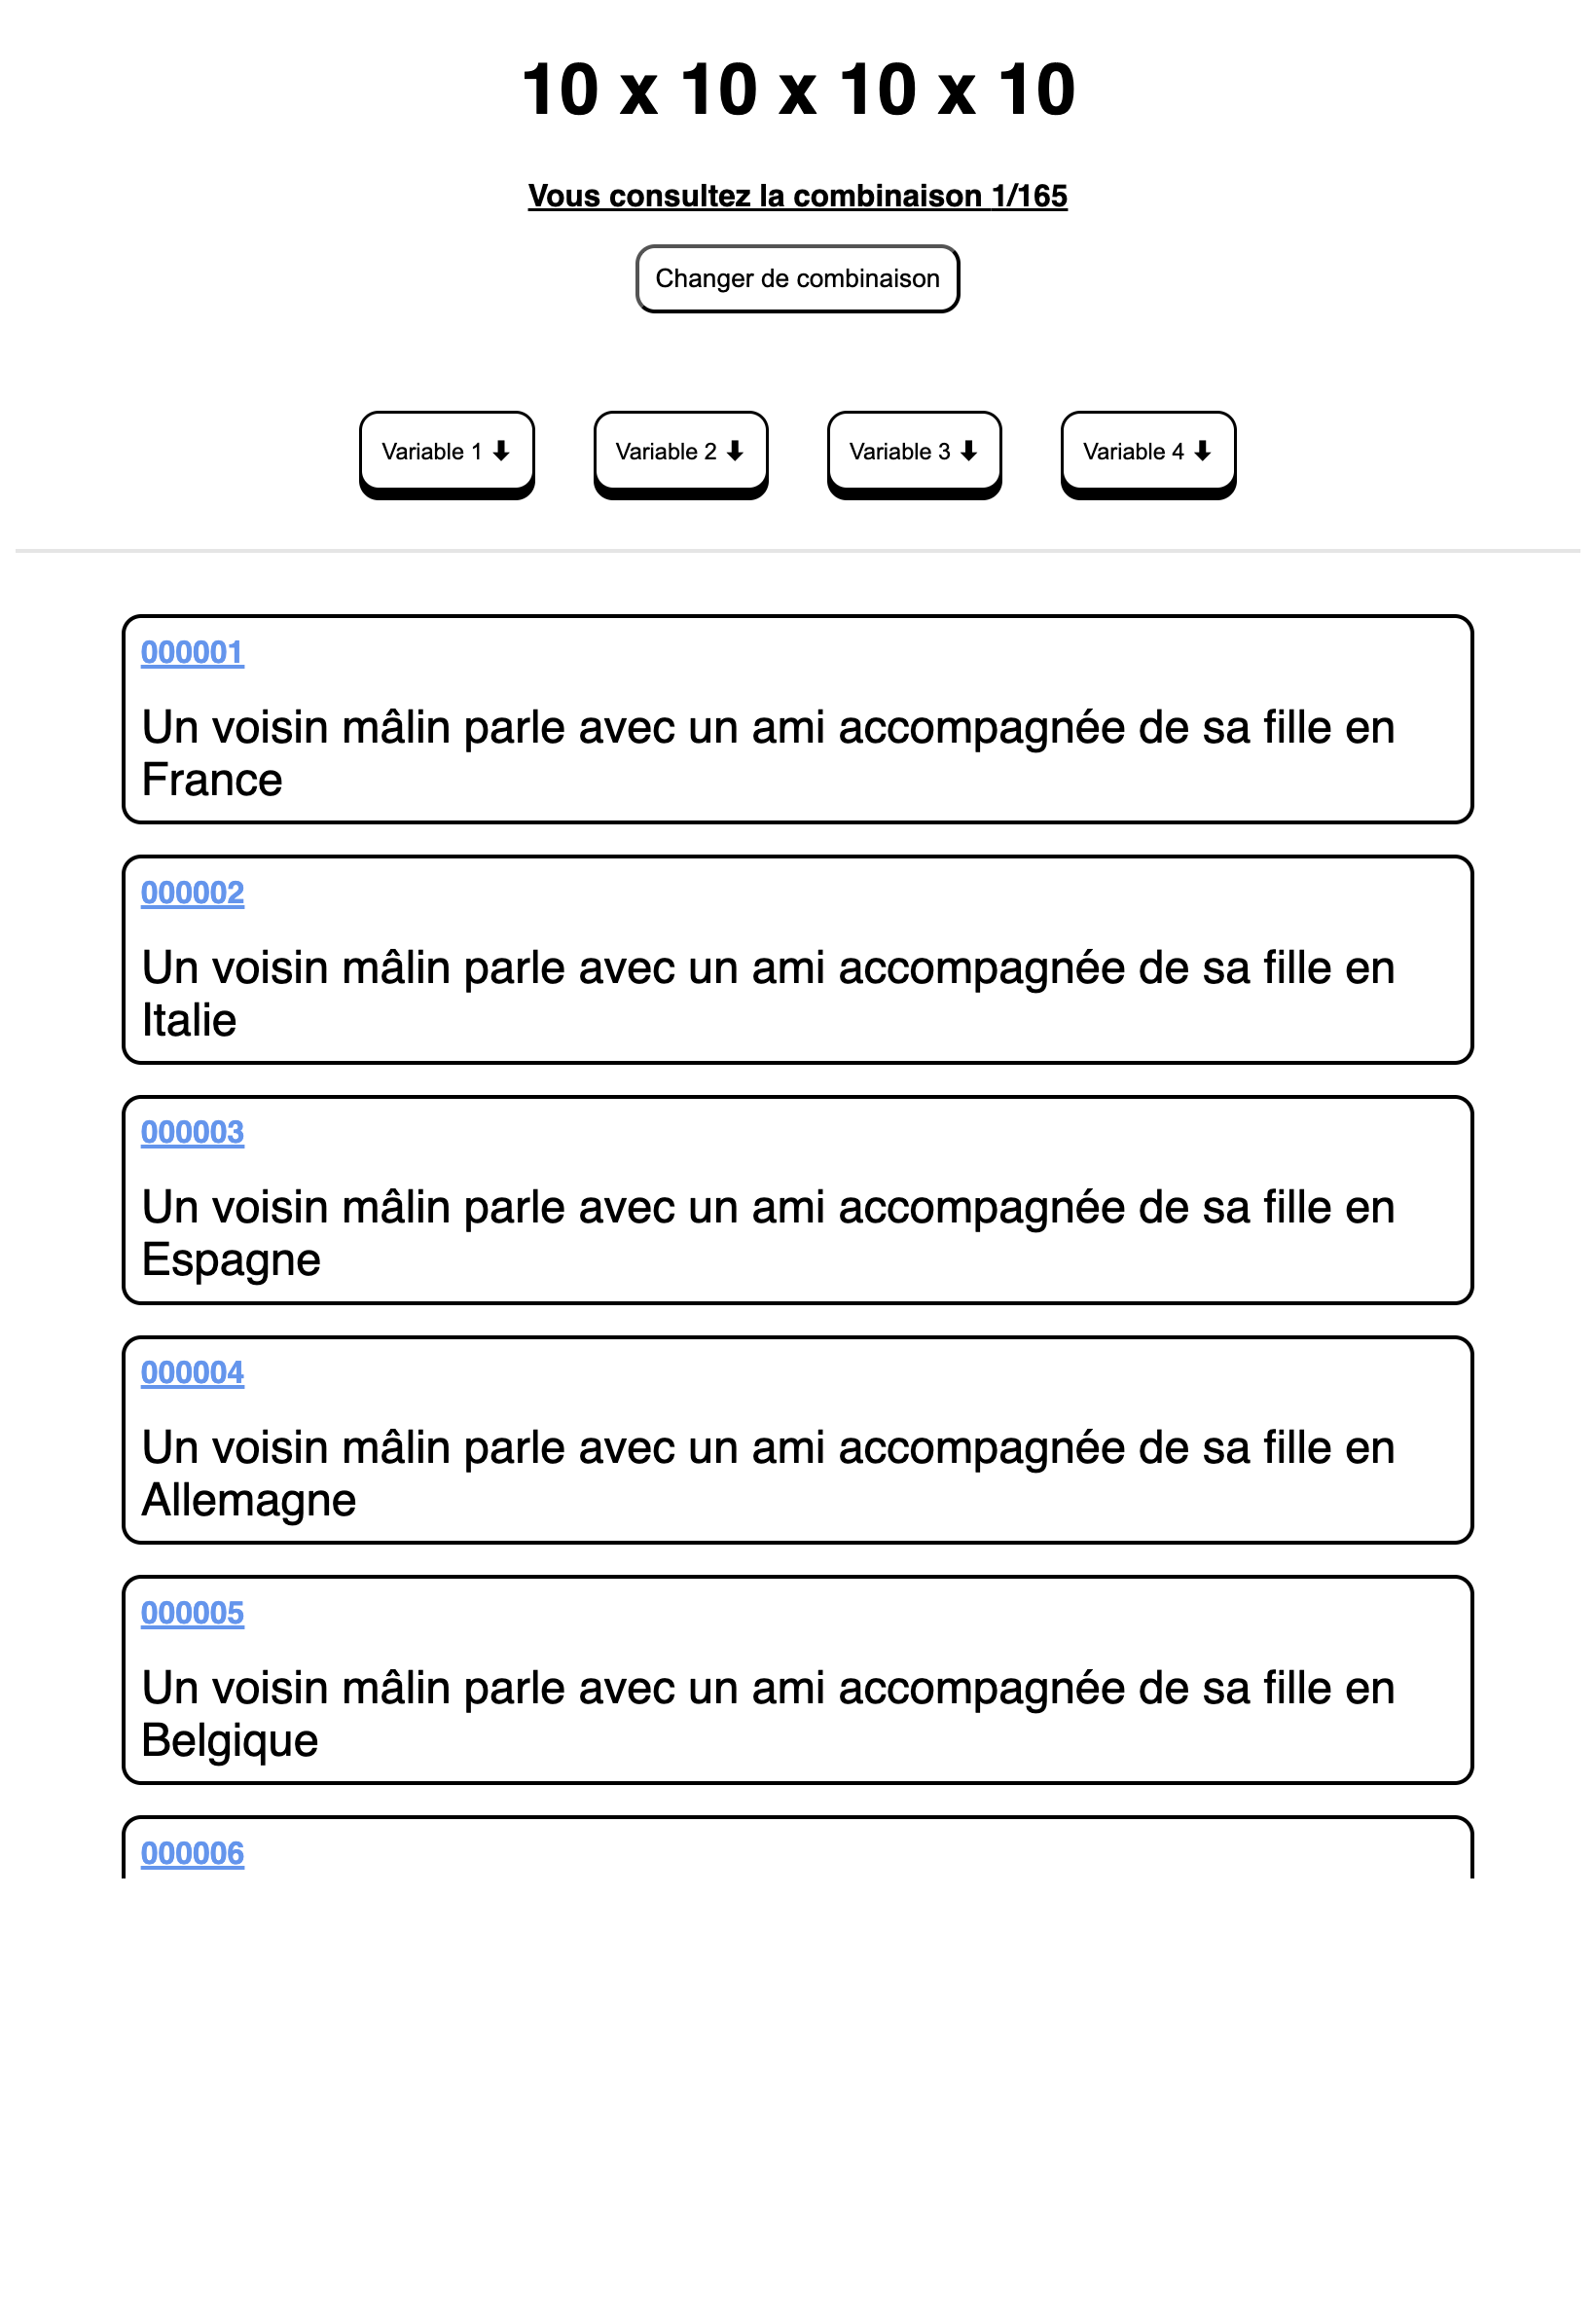 10 x 10 x 10 x 10
Vous consultez la combinaison 1/165
Changer de combinaison
Variable 1 ⬇ Variable 2 ⬇ Variable 3 ⬇ Variable 4 ⬇
000001
Un voisin mâlin parle avec un ami accompagnée de sa fille en
France
000002
Un voisin mâlin parle avec un ami accompagnée de sa fille en
Italie
000003
Un voisin mâlin parle avec un ami accompagnée de sa fille en
Espagne
000004
Un voisin mâlin parle avec un ami accompagnée de sa fille en
Allemagne
000005
Un voisin mâlin parle avec un ami accompagnée de sa fille en
Belgique
000006